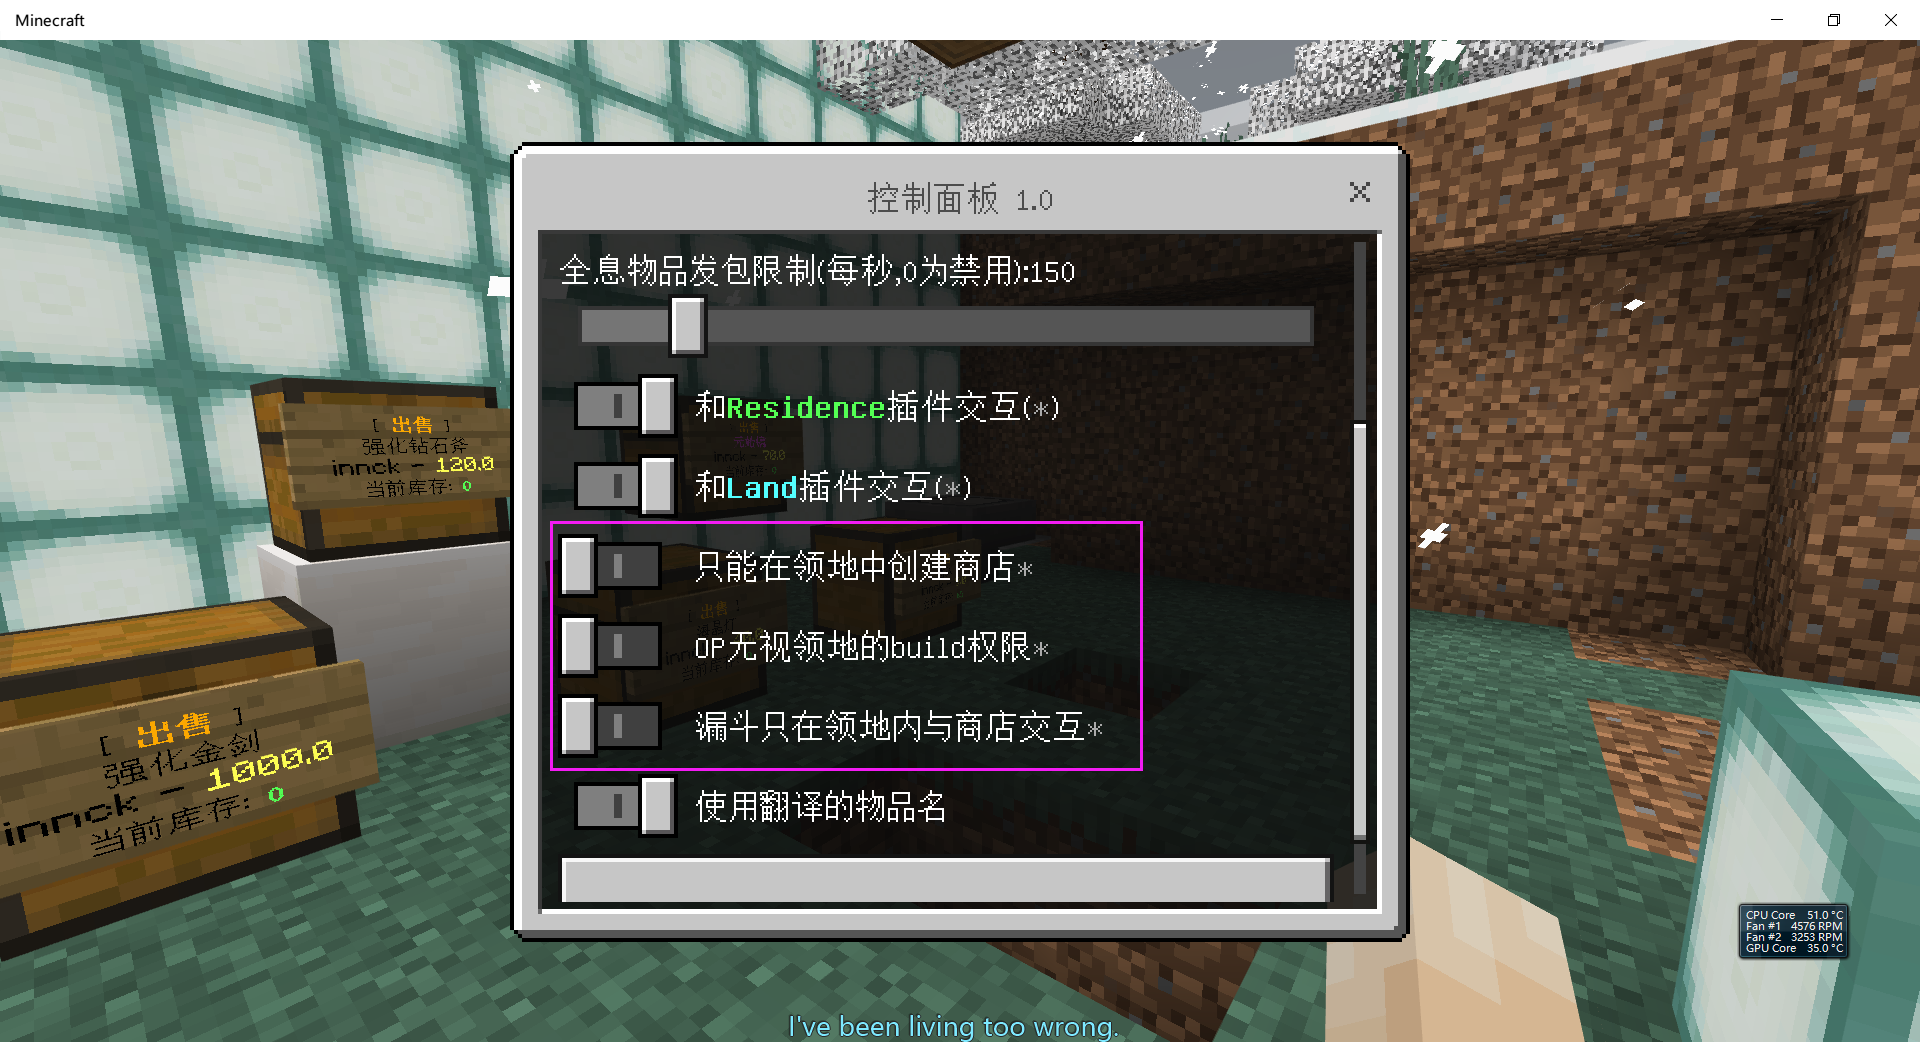 Minecraft
控制面板 1.0
全息物品发包限制(每秒,0为禁用):150
和Residence插件交互(*)
和Land插件交互(*)
只能在领地中创建商店*
OP无视领地的build权限*
漏斗只在领地内与商店交互*
使用翻译的物品名
[ 出售 ]
强化钻石斧
innck - 120.0
当前库存: 0
[ 出售 ]
强化金剑
innck - 1000.0
当前库存: 0
CPU Core 51.0 °C
Fan #1 4576 RPM
Fan #2 3253 RPM
GPU Core 35.0 °C
I've been living too wrong.